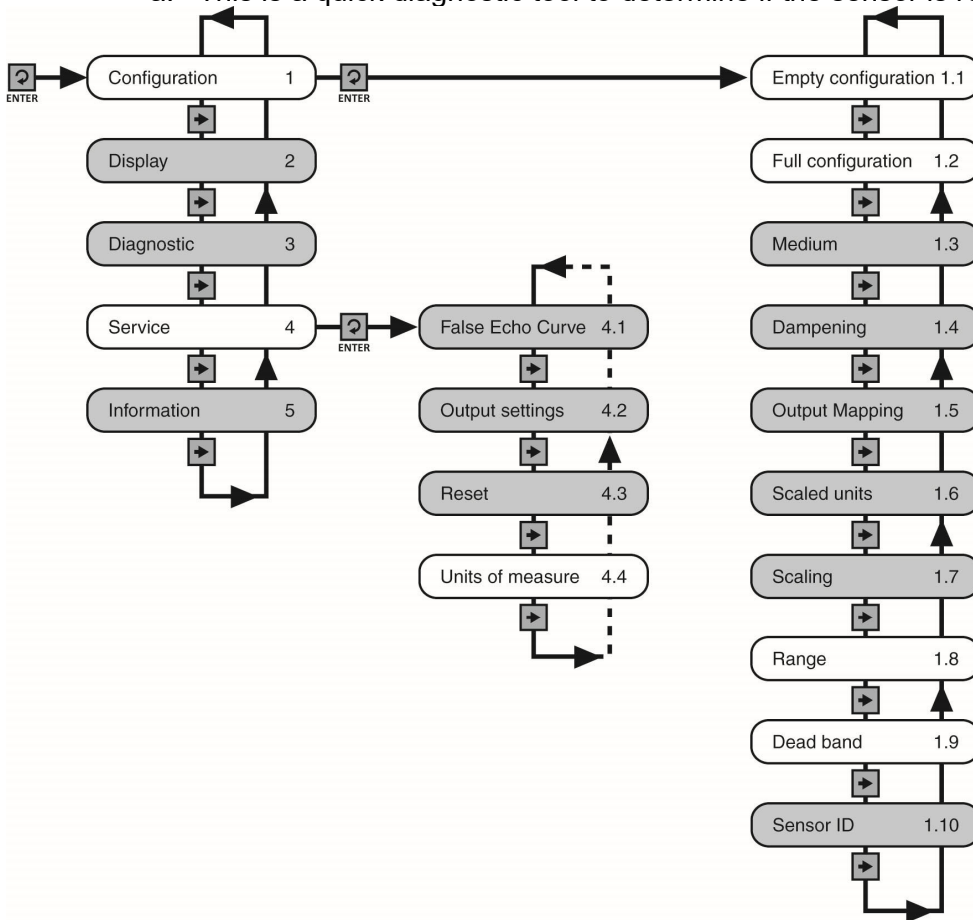 a. This is a quick diagnostic tool to determine if the sensor is
ENTER
Configuration 1
ENTER
Empty configuration 1.1
Display 2
Full configuration 1.2
Diagnostic 3
Medium 1.3
Service 4
ENTER
False Echo Curve 4.1
Dampening 1.4
Information 5
Output settings 4.2
Output Mapping 1.5
Reset 4.3
Scaled units 1.6
Units of measure 4.4
Scaling 1.7
Range 1.8
Dead band 1.9
Sensor ID 1.10